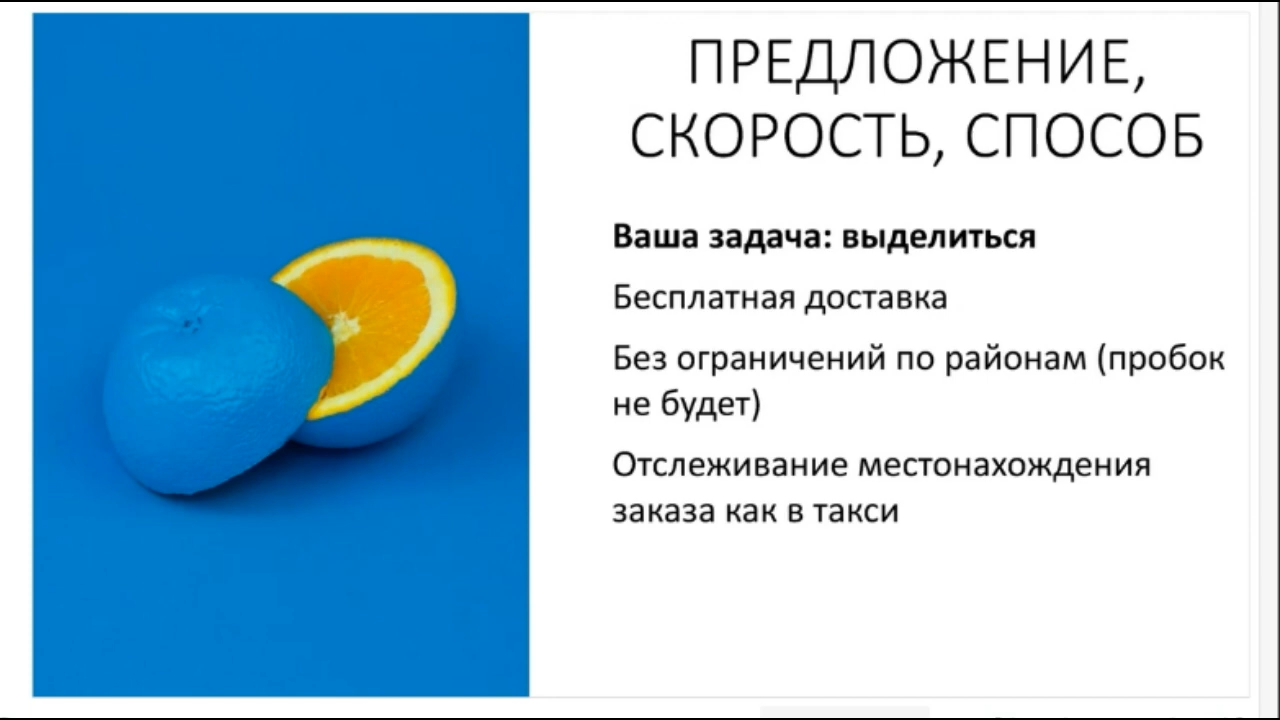 ПРЕДЛОЖЕНИЕ,
СКОРОСТЬ, СПОСОБ
Ваша задача: выделиться
Бесплатная доставка
Без ограничений по районам (пробок
не будет)
Отслеживание местонахождения
заказа как в такси